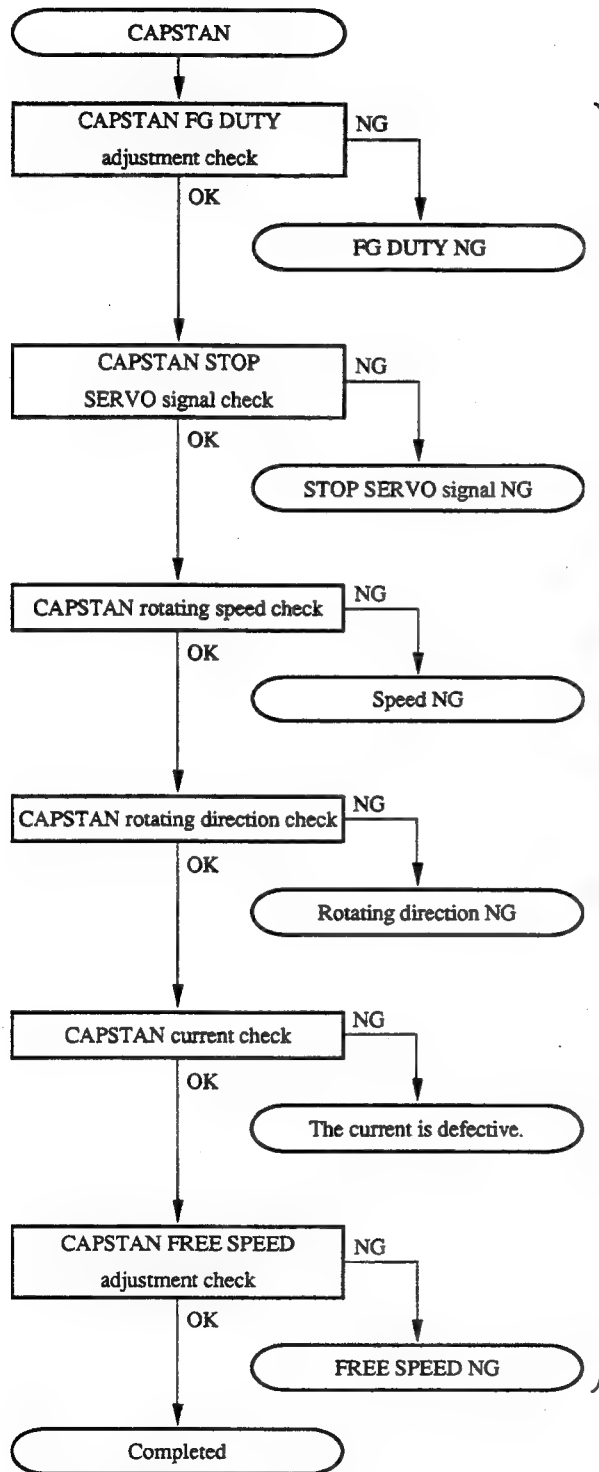 CAPSTAN
CAPSTAN FG DUTY
adjustment check
NG
OK
FG DUTY NG
CAPSTAN STOP
SERVO signal check
NG
OK
STOP SERVO signal NG
CAPSTAN rotating speed check
NG
OK
Speed NG
CAPSTAN rotating direction check
NG
OK
Rotating direction NG
CAPSTAN current check
NG
OK
The current is defective.
CAPSTAN FREE SPEED
adjustment check
NG
OK
FREE SPEED NG
Completed